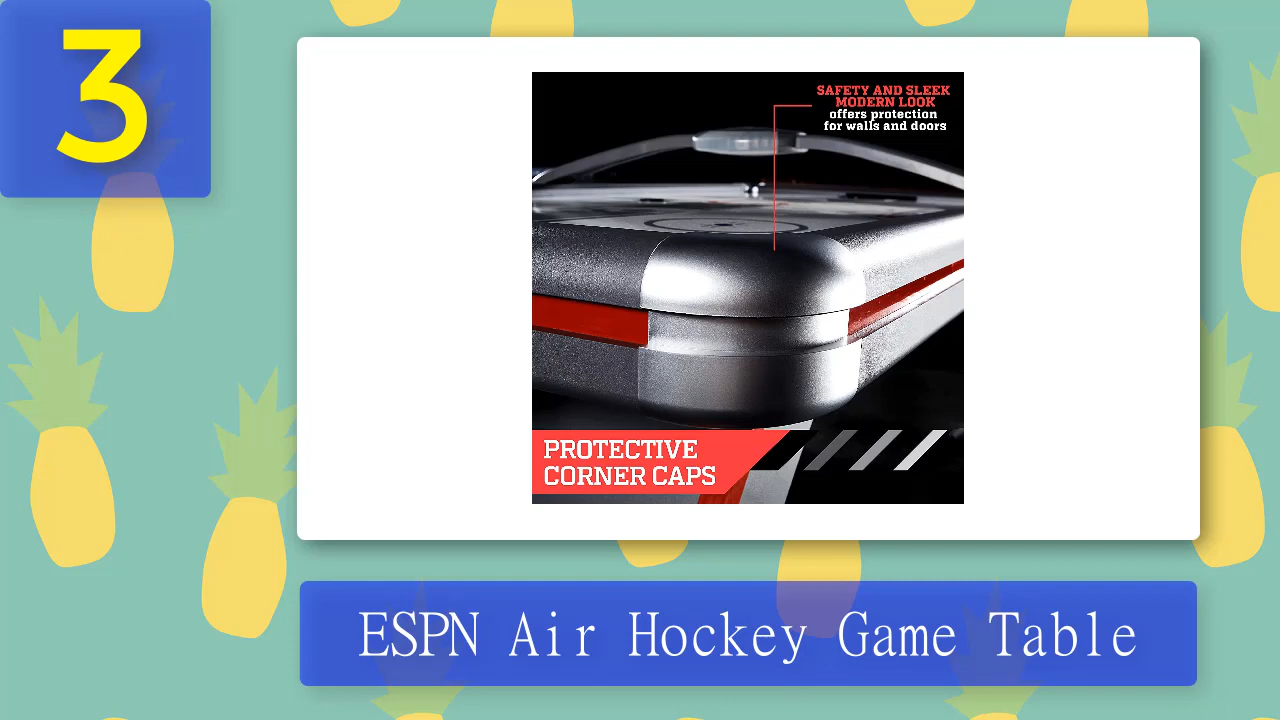 3
SAFETY AND SLEEK
MODERN LOOK
offers protection
for walls and doors
PROTECTIVE
CORNER CAPS
ESPN Air Hockey Game Table